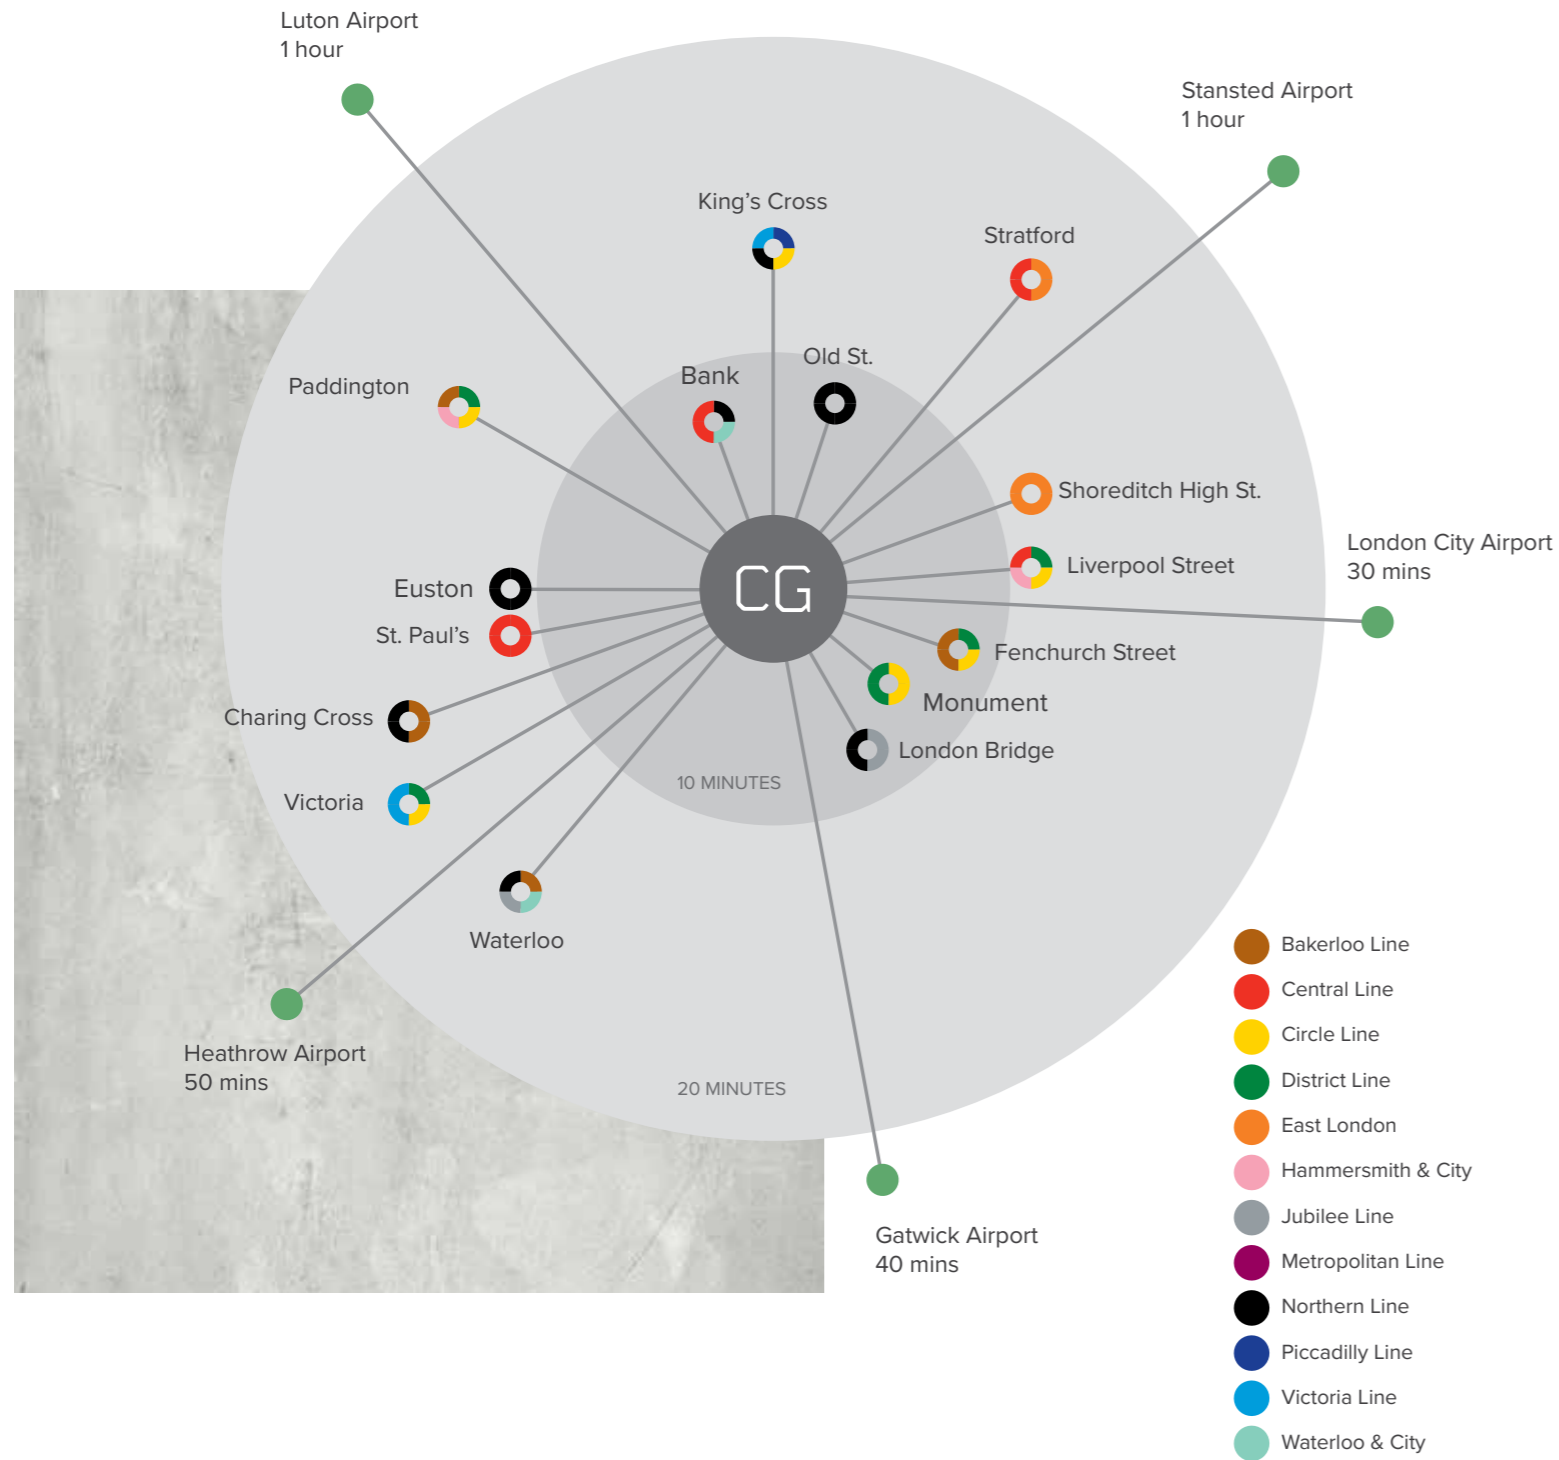 Luton Airport
1 hour
Stansted Airport
1 hour
King's Cross
Stratford
Old St.
Bank
Paddington
Shoreditch High St.
London City Airport
30 mins
Liverpool Street
CG
Euston
St. Paul's
Fenchurch Street
Monument
Charing Cross
London Bridge
10 MINUTES
Victoria
Waterloo
Heathrow Airport
50 mins
20 MINUTES
Gatwick Airport
40 mins
Bakerloo Line
Central Line
Circle Line
District Line
East London
Hammersmith & City
Jubilee Line
Metropolitan Line
Northern Line
Piccadilly Line
Victoria Line
Waterloo & City